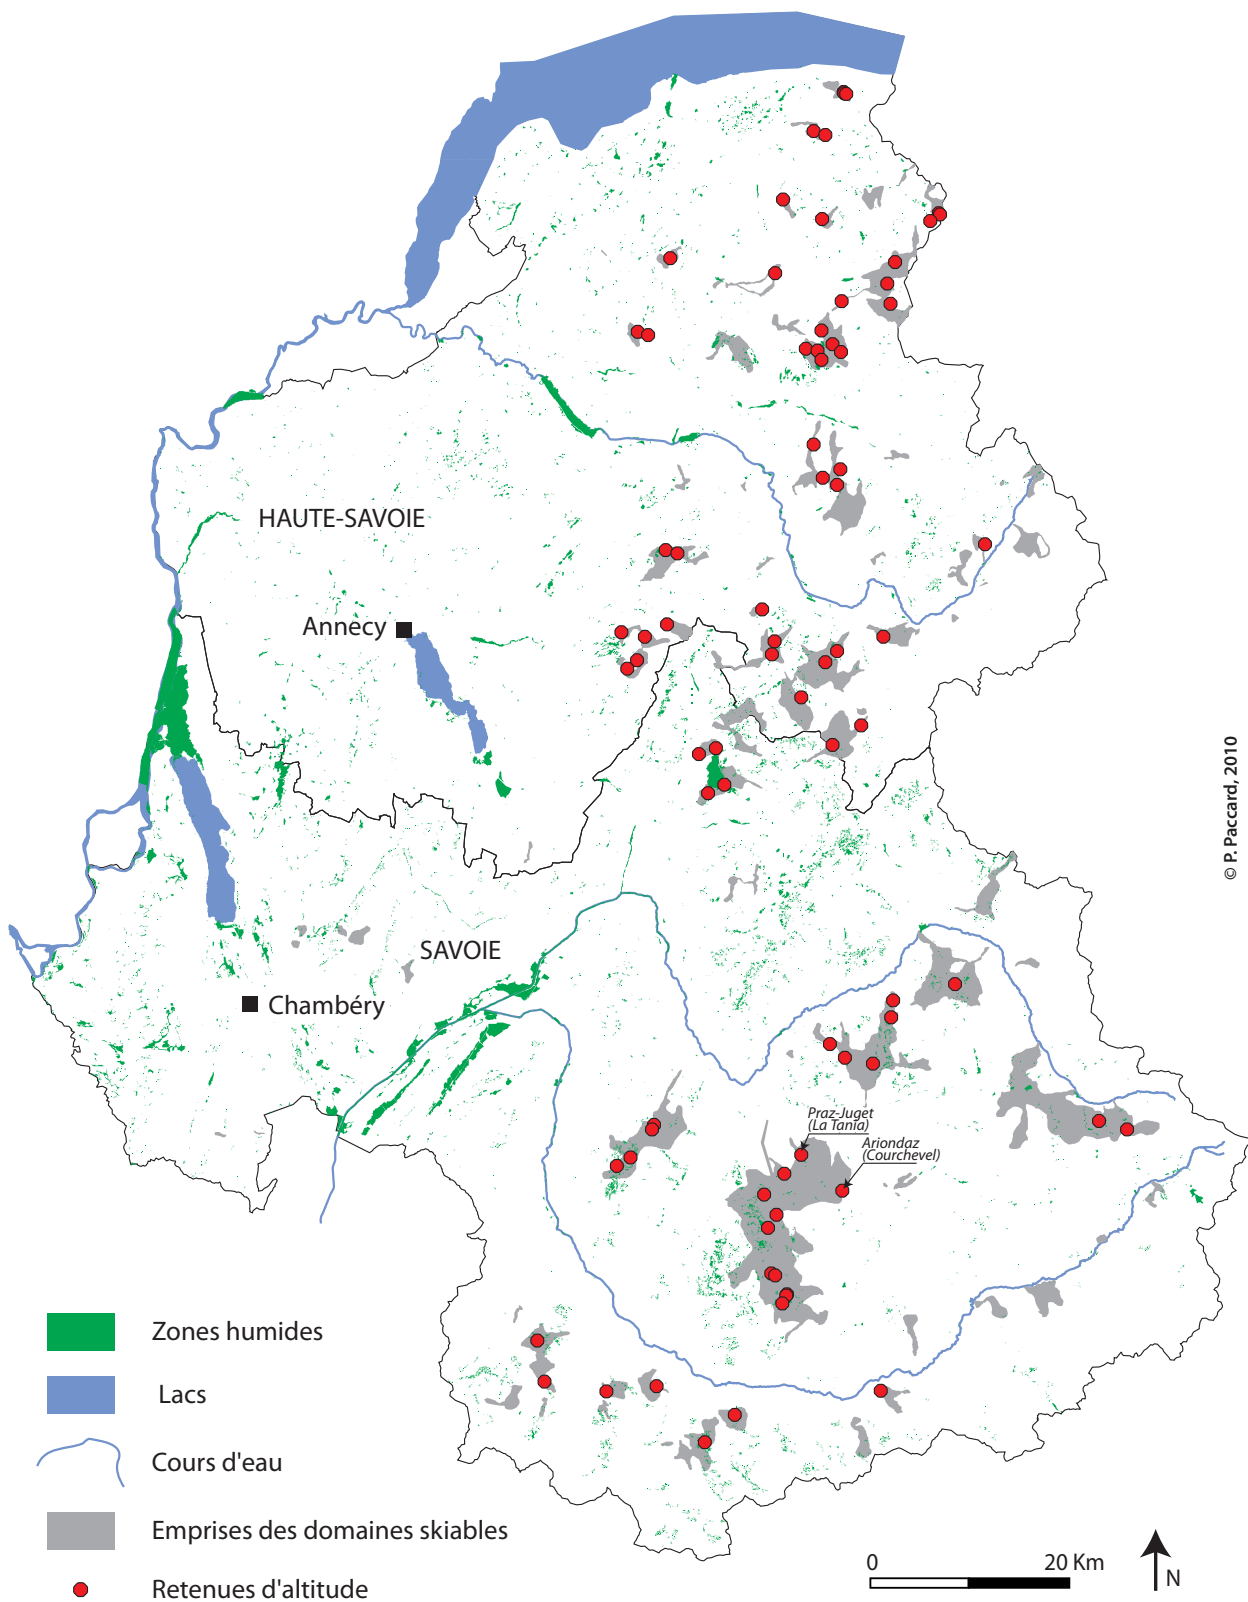 HAUTE-SAVOIE
Annecy
© P. Paccard, 2010
SAVOIE
Chambéry
Praz-Juget
(La Tania)
Ariondaz
(Courchevel)
Zones humides
Lacs
Cours d'eau
Emprises des domaines skiables
Retenues d'altitude
0 20 Km
N